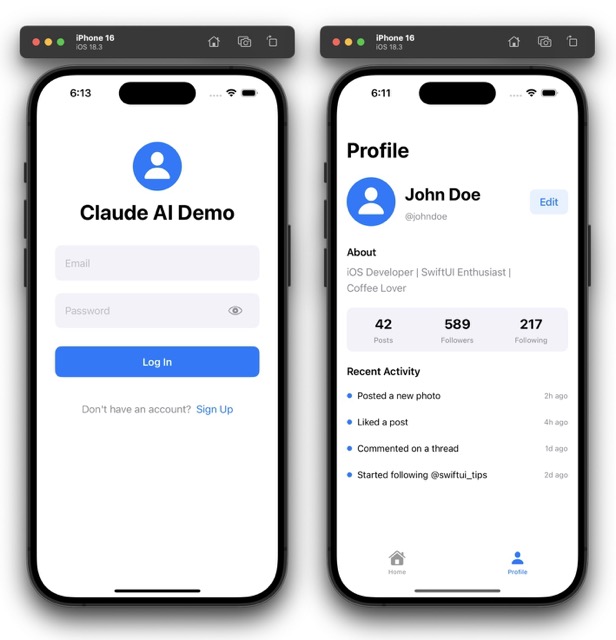 iPhone 16
iOS 18.3
6:13
Claude AI Demo
Email
Password
Log In
Don't have an account? Sign Up
iPhone 16
iOS 18.3
6:11
Profile
John Doe
@johndoe
Edit
About
iOS Developer | SwiftUI Enthusiast |
Coffee Lover
42 589 217
Posts Followers Following
Recent Activity
Posted a new photo 2h ago
Liked a post 4h ago
Commented on a thread 1d ago
Started following @swiftui_tips 2d ago
Home Profile